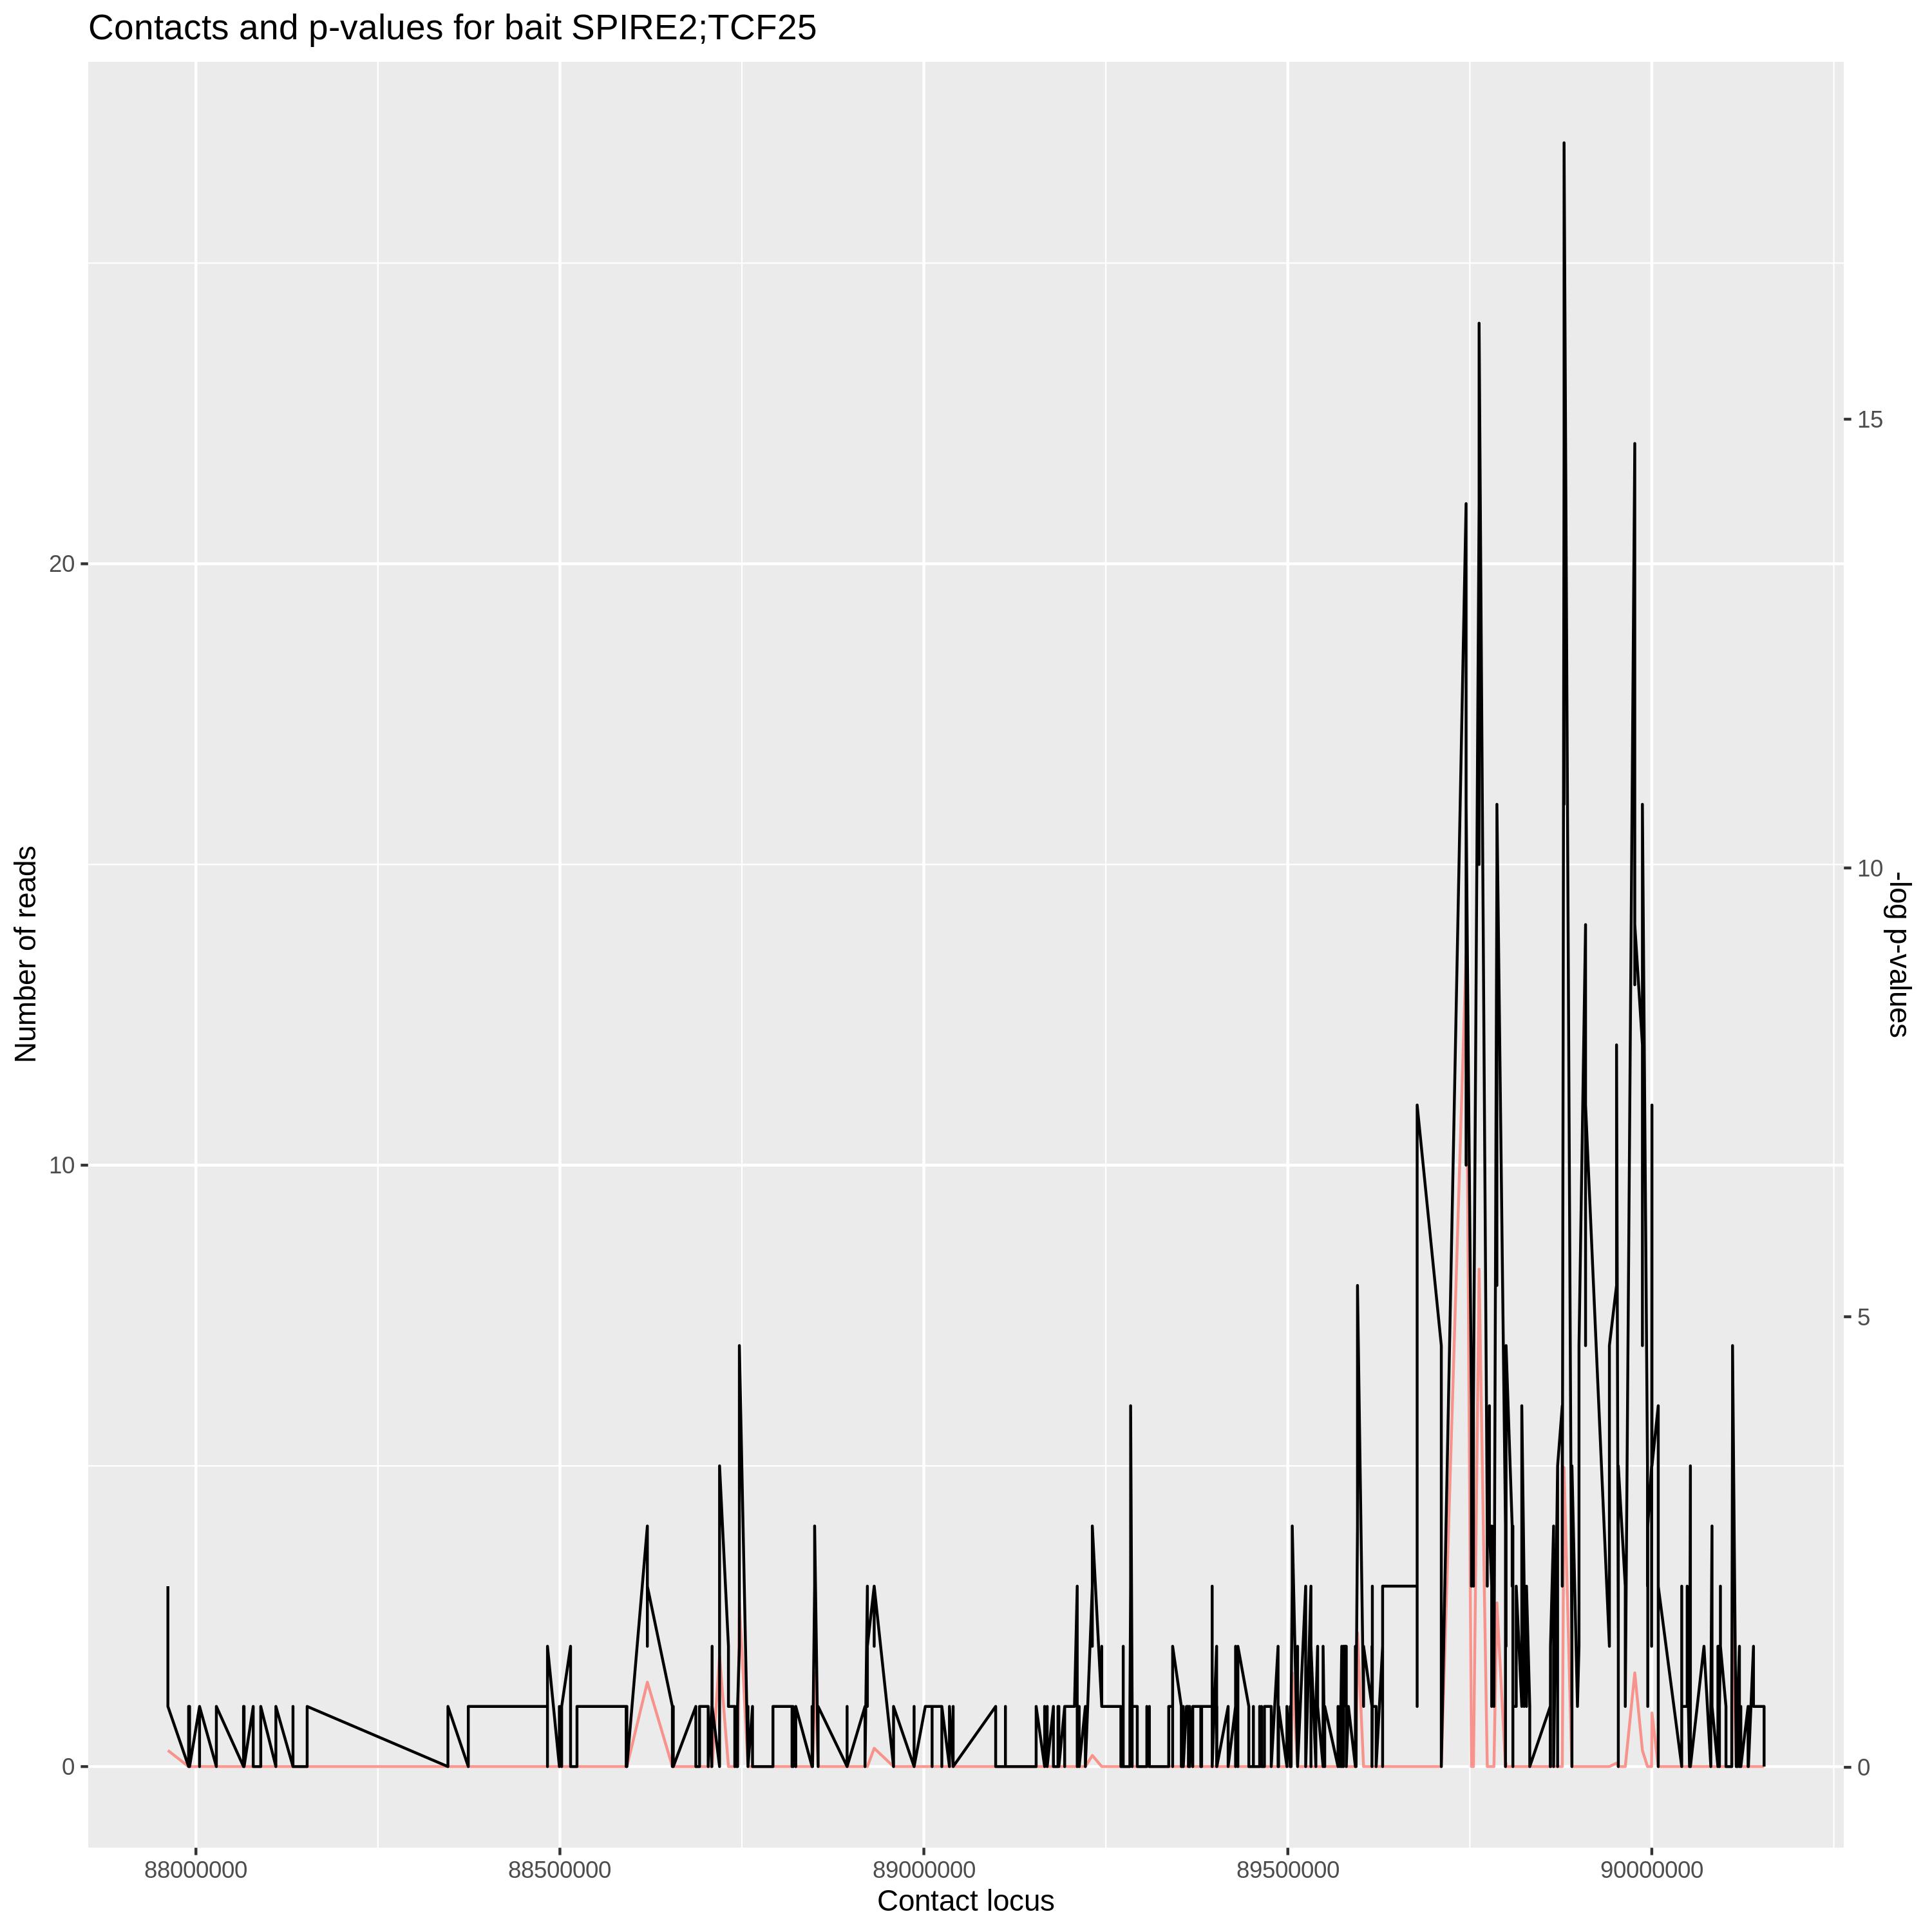 Contacts and p-values for bait SPIRE2;TCF25
Number of reads
20
10
0
15
10
5
0
-log p-values
88000000 88500000 89000000 89500000 90000000
Contact locus